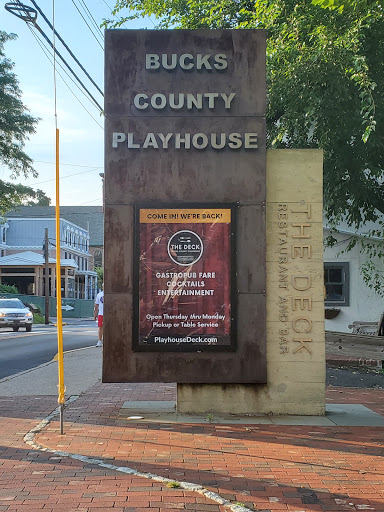 BUCKS
COUNTY
PLAYHOUSE
COME IN! WE'RE BACK!
THE DECK
GASTROPUB FARE
COCKTAILS
ENTERTAINMENT
Open Thursday thru Monday
Pickup or Table Service
PlayhouseDeck.com
THE DECK
RESTAURANT AND BAR